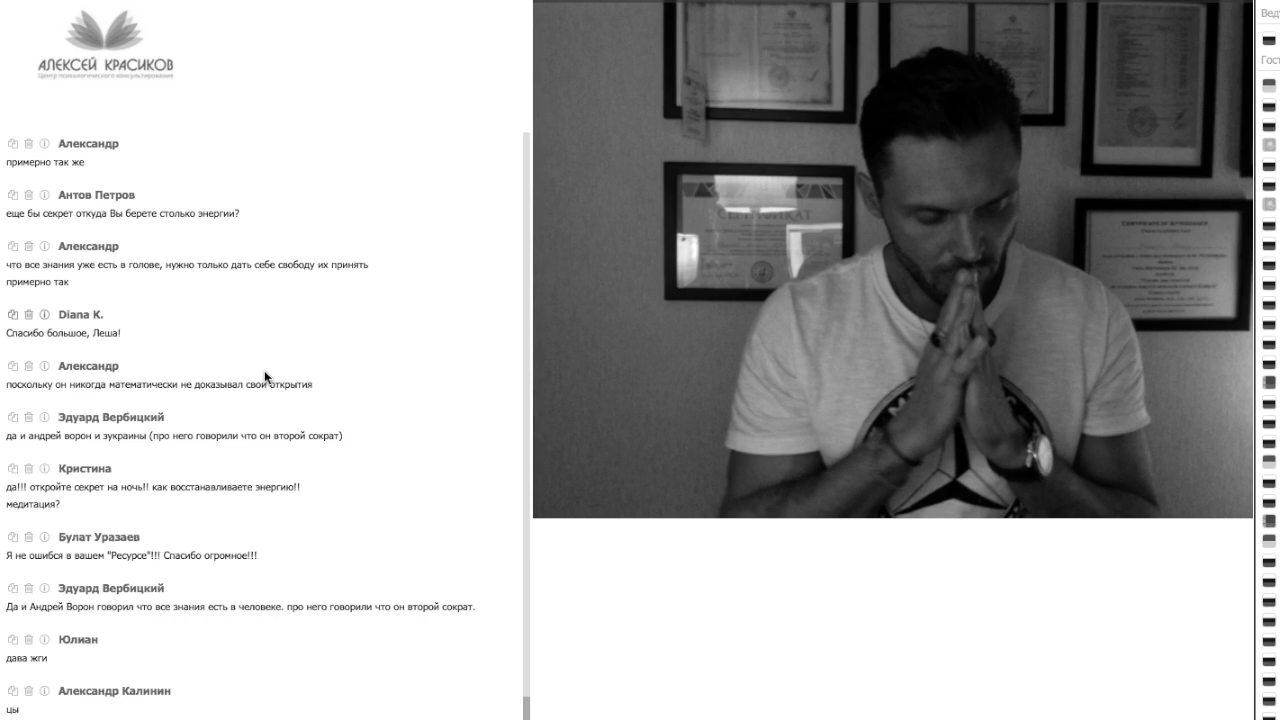 АЛЕКСЕЙ КРАСИКОВ
Центр психологического консультирования
Александр
примерно так же
Антов Петров
еще бы секрет откуда Вы берете столько энергии?
Александр
что все знания уже есть в голове, нужно только дать себе свободу их принять
примерно так
Diana K.
Спасибо большое, Леша!
Александр
поскольку он никогда математически не доказывал свои открытия
Эдуард Вербицкий
да и андрей ворон и зукраины (про него говорили что он второй сократ)
Кристина
да!!! откройте секрет на ночь!! как восстанавливаете энергию!!
медитация?
Булат Уразаев
Я не ошибся в вашем "Ресурсе"!!! Спасибо огромное!!!
Эдуард Вербицкий
Да и Андрей Ворон говорил что все знания есть в человеке. про него говорили что он второй сократ.
Юлиан
дава жги
Александр Калинин
цы
СЕРТИФИКАТ
Вед
Гост